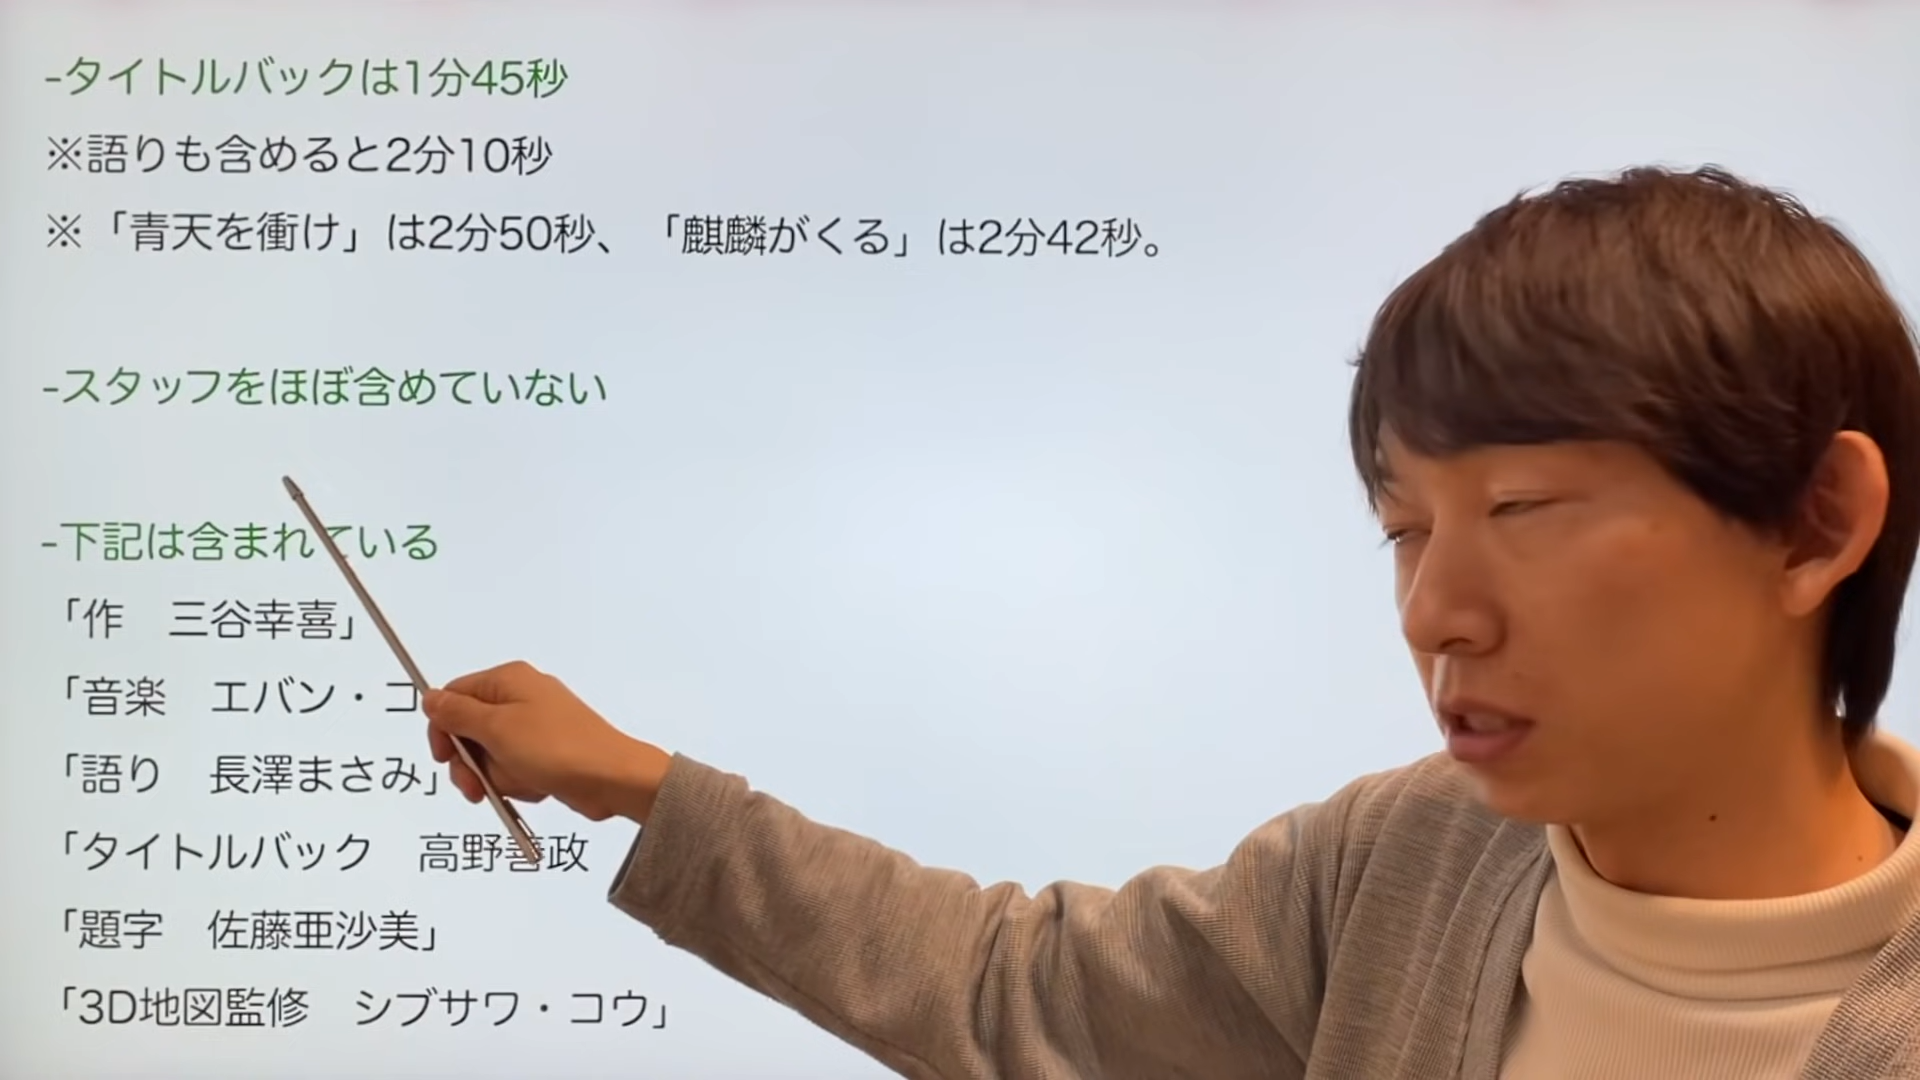 -タイトルバックは1分45秒
※語りも含めると2分10秒
※「青天を衝け」は2分50秒、「麒麟がくる」は2分42秒。
-スタッフをほぼ含めていない
-下記は含まれている
「作　三谷幸喜」
「音楽　エバン・コ
「語り　長澤まさみ」
「タイトルバック　高野善政
「題字　佐藤亜沙美」
「3D地図監修　シブサワ・コウ」